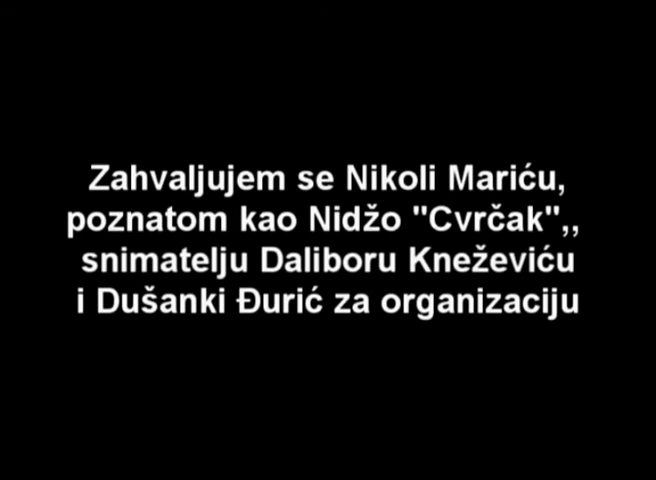 Zahvaljujem se Nikoli Mariću,
poznatom kao Nidžo "Cvrčak",,
snimatelju Daliboru Kneževiću
i Dušanki Đurić za organizaciju